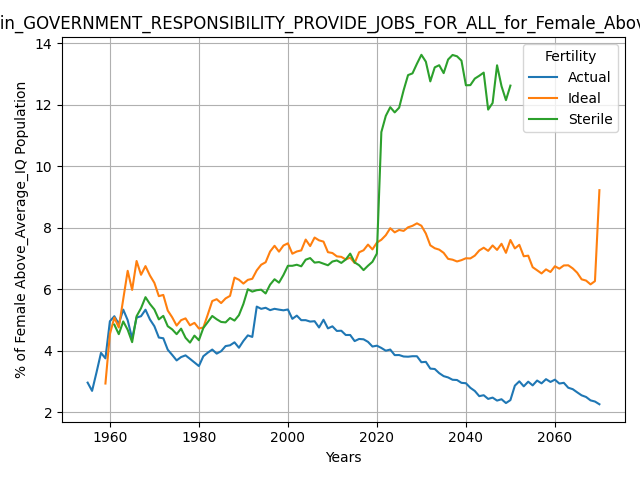 in_GOVERNMENT_RESPONSIBILITY_PROVIDE_JOBS_FOR_ALL_for_Female_Abov
14
12
10
8
6
4
2
% of Female Above_Average_IQ Population
Fertility
Actual
Ideal
Sterile
1960 1980 2000 2020 2040 2060
Years